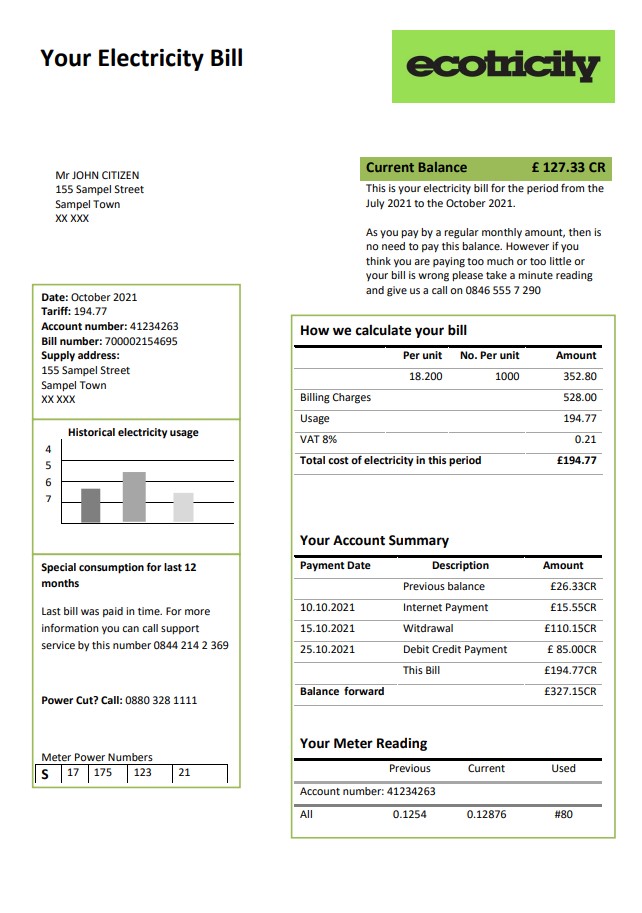 Your Electricity Bill
ecotricity
Mr JOHN CITIZEN
155 Sampel Street
Sampel Town
XX XXX
Current Balance £ 127.33 CR
This is your electricity bill for the period from the
July 2021 to the October 2021.
As you pay by a regular monthly amount, then is
no need to pay this balance. However if you
think you are paying too much or too little or
your bill is wrong please take a minute reading
and give us a call on 0846 555 7 290
Date: October 2021
Tariff: 194.77
Account number: 41234263
Bill number: 700002154695
Supply address:
155 Sampel Street
Sampel Town
XX XXX
Historical electricity usage
4
5
6
7
Special consumption for last 12
months
Last bill was paid in time. For more
information you can call support
service by this number 0844 214 2 369
Power Cut? Call: 0880 328 1111
Meter Power Numbers
S 17 175 123 21
How we calculate your bill
Per unit No. Per unit Amount
18.200 1000 352.80
Billing Charges 528.00
Usage 194.77
VAT 8% 0.21
Total cost of electricity in this period £194.77
Your Account Summary
Payment Date Description Amount
Previous balance £26.33CR
10.10.2021 Internet Payment £15.55CR
15.10.2021 Witdrawal £110.15CR
25.10.2021 Debit Credit Payment £ 85.00CR
This Bill £194.77CR
Balance forward £327.15CR
Your Meter Reading
Previous Current Used
Account number: 41234263
All 0.1254 0.12876 #80